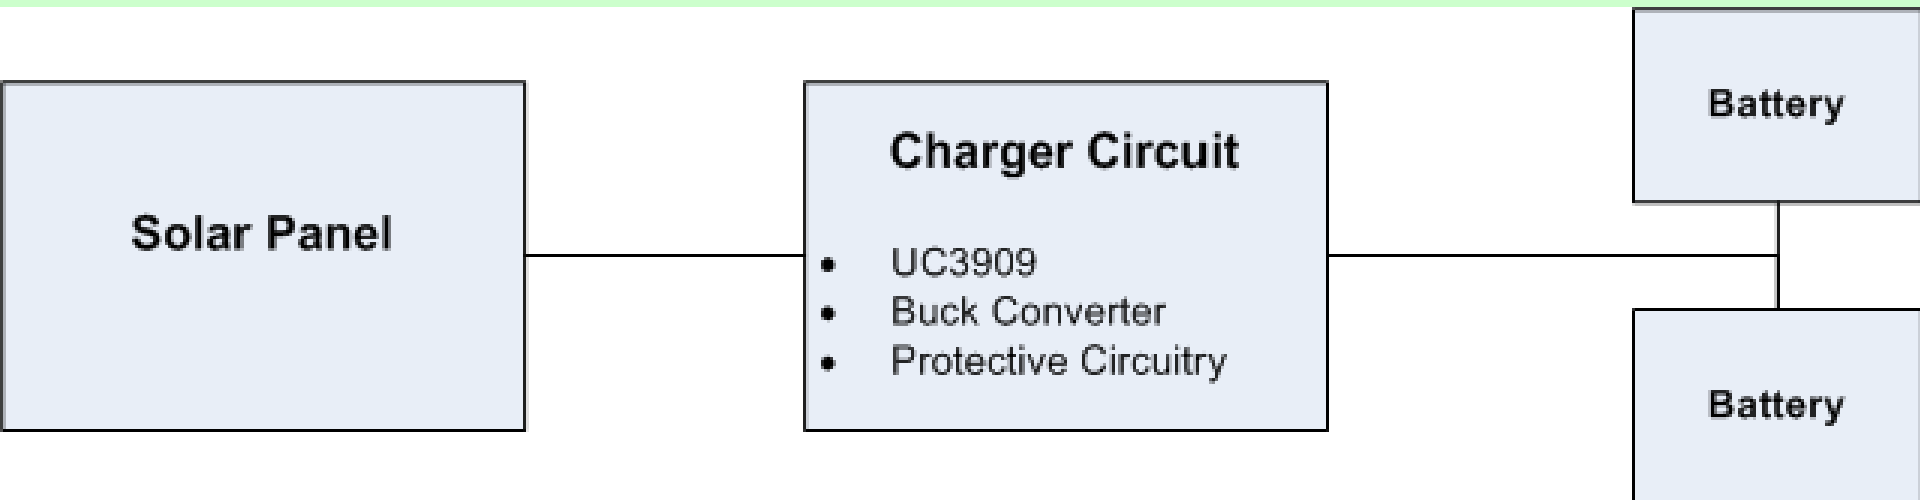 Battery
Charger Circuit
Solar Panel
• UC3909
• Buck Converter
• Protective Circuitry
Battery